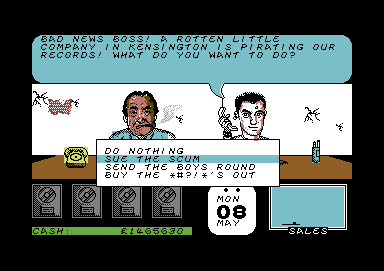 BAD NEWS BOSS! A ROTTEN LITTLE
COMPANY IN KENSINGTON IS PIRATING OUR
RECORDS! WHAT DO YOU WANT TO DO?
DO NOTHING
SUE THE SCUM
SEND THE BOYS ROUND
BUY THE *#?!*'S OUT
MON
08
MAY
CASH: £1465630
SALES